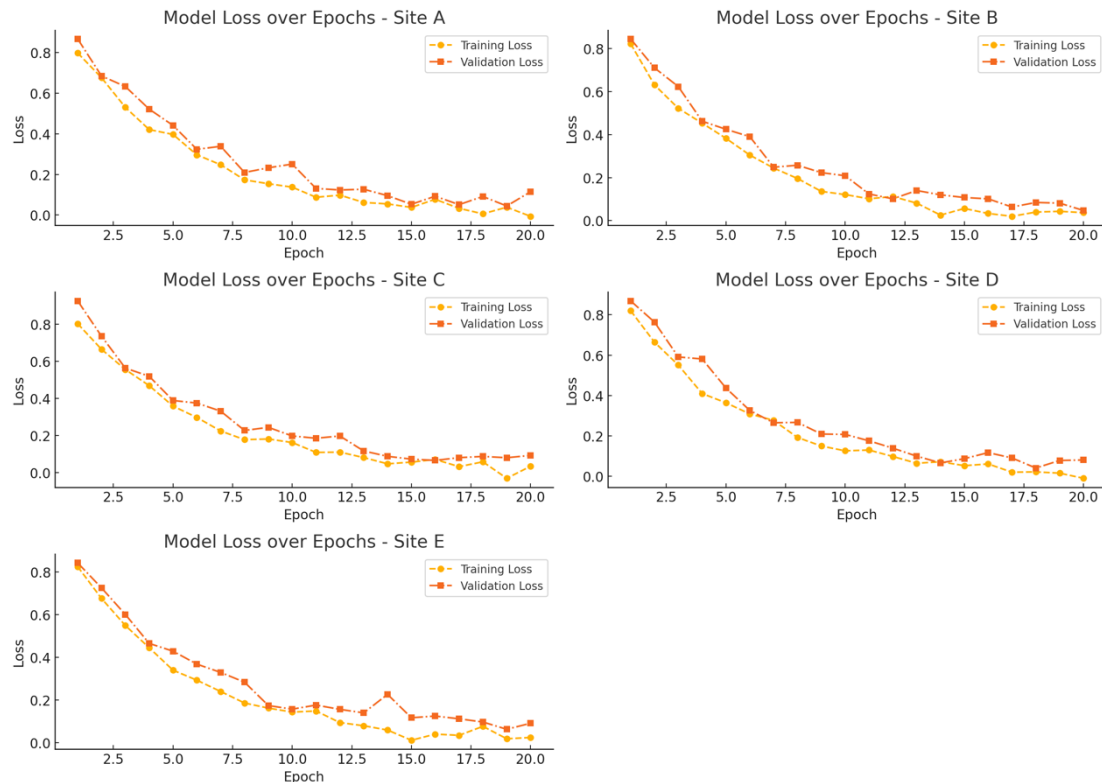 Model Loss over Epochs - Site A
Training Loss
Validation Loss
Loss
0.8
0.6
0.4
0.2
0.0
2.5 5.0 7.5 10.0 12.5 15.0 17.5 20.0
Epoch
Model Loss over Epochs - Site B
Training Loss
Validation Loss
Loss
0.8
0.6
0.4
0.2
0.0
2.5 5.0 7.5 10.0 12.5 15.0 17.5 20.0
Epoch
Model Loss over Epochs - Site C
Training Loss
Validation Loss
Loss
0.8
0.6
0.4
0.2
0.0
2.5 5.0 7.5 10.0 12.5 15.0 17.5 20.0
Epoch
Model Loss over Epochs - Site D
Training Loss
Validation Loss
Loss
0.8
0.6
0.4
0.2
0.0
2.5 5.0 7.5 10.0 12.5 15.0 17.5 20.0
Epoch
Model Loss over Epochs - Site E
Training Loss
Validation Loss
Loss
0.8
0.6
0.4
0.2
0.0
2.5 5.0 7.5 10.0 12.5 15.0 17.5 20.0
Epoch